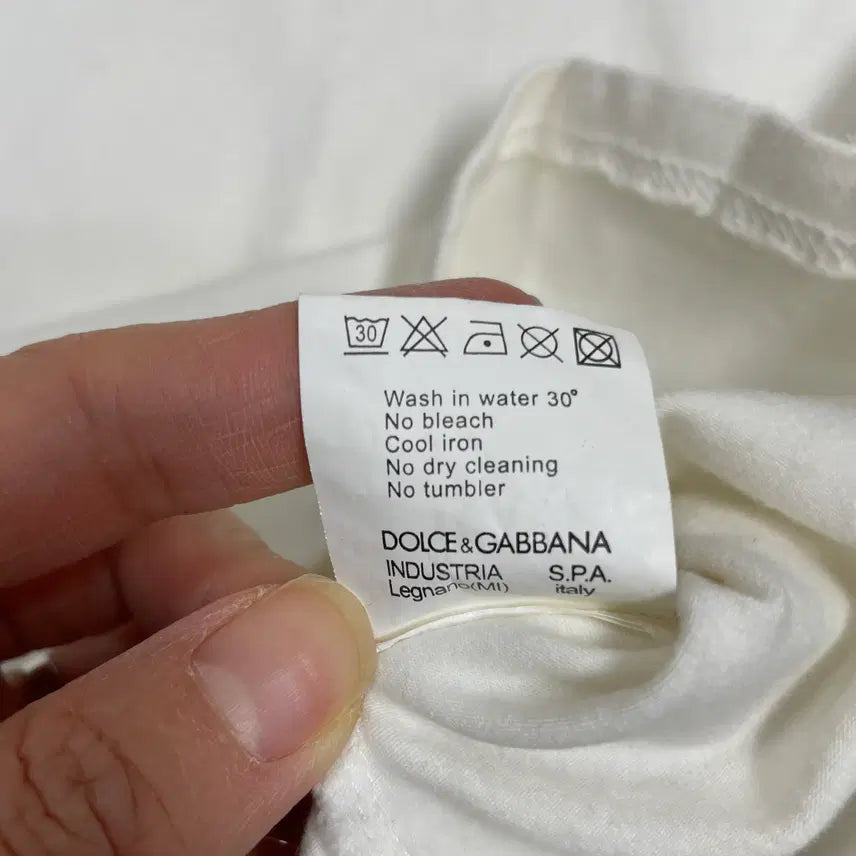 30
Wash in water 30°
No bleach
Cool iron
No dry cleaning
No tumbler
DOLCE&GABBANA
INDUSTRIA S.P.A.
Legnano(MI) italy